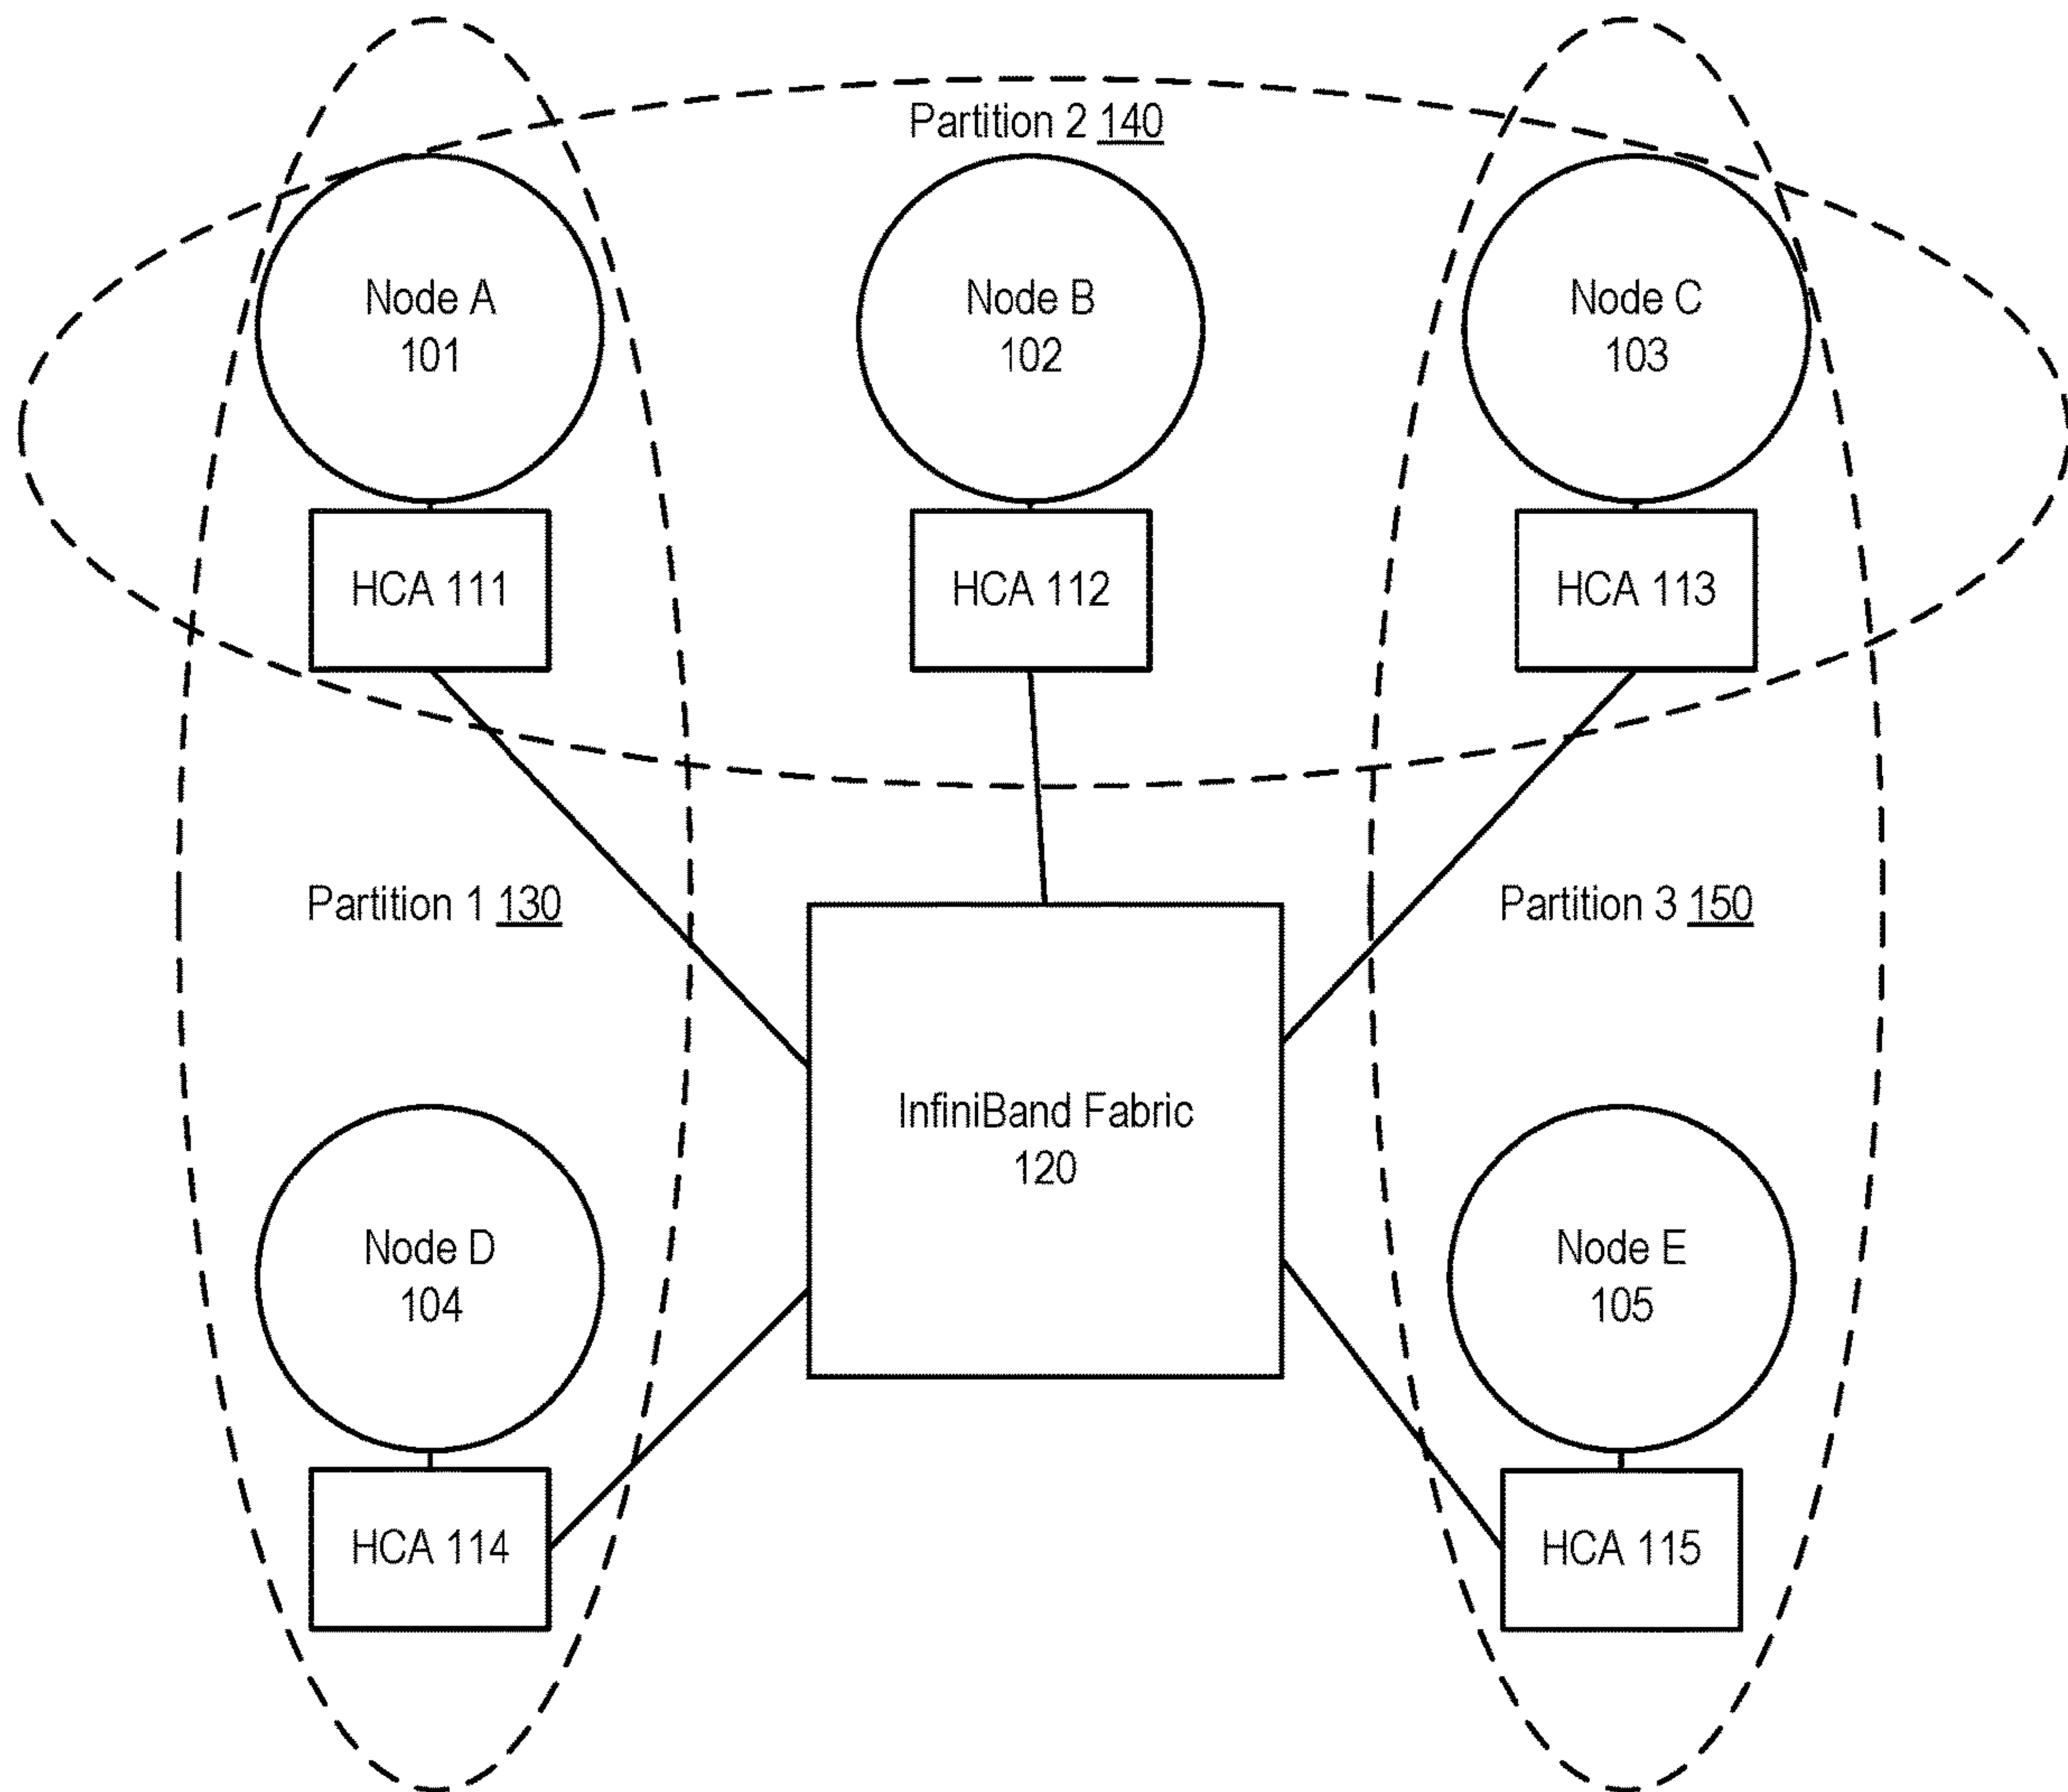 Partition 2 140
Node A
101
Node B
102
Node C
103
HCA 111
HCA 112
HCA 113
Partition 1 130
Partition 3 150
InfiniBand Fabric
120
Node D
104
Node E
105
HCA 114
HCA 115